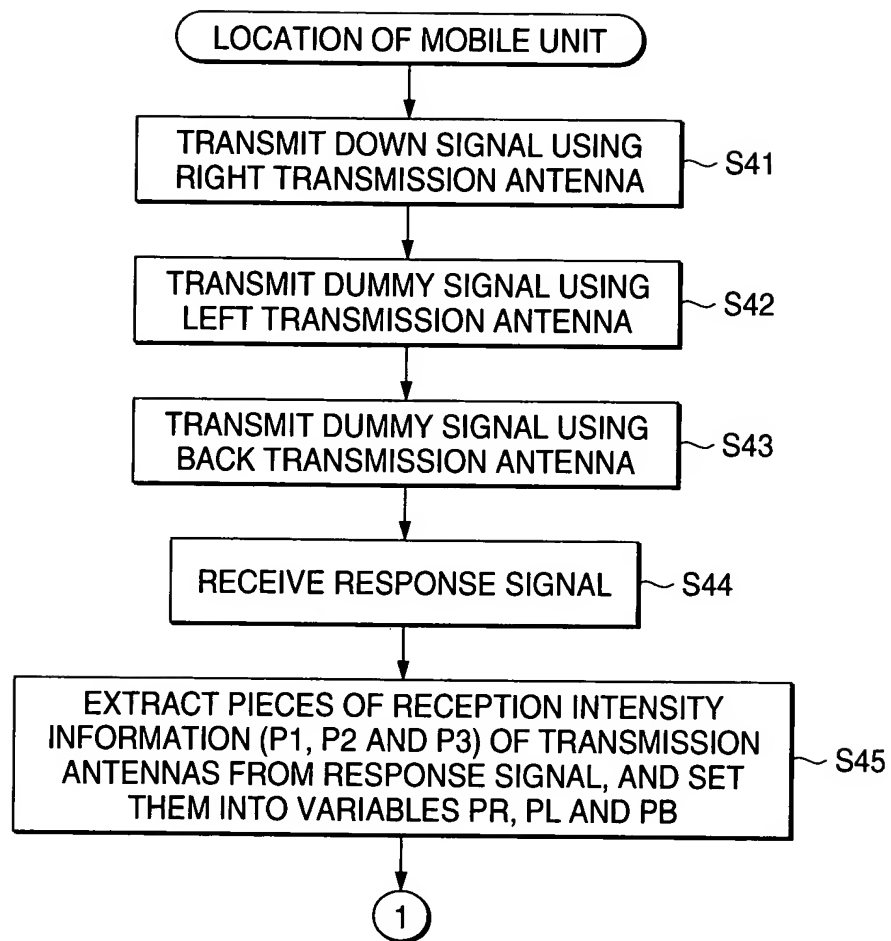 LOCATION OF MOBILE UNIT
TRANSMIT DOWN SIGNAL USING
RIGHT TRANSMISSION ANTENNA
S41
TRANSMIT DUMMY SIGNAL USING
LEFT TRANSMISSION ANTENNA
S42
TRANSMIT DUMMY SIGNAL USING
BACK TRANSMISSION ANTENNA
S43
RECEIVE RESPONSE SIGNAL
S44
EXTRACT PIECES OF RECEPTION INTENSITY
INFORMATION (P1, P2 AND P3) OF TRANSMISSION
ANTENNAS FROM RESPONSE SIGNAL, AND SET
THEM INTO VARIABLES PR, PL AND PB
S45
1